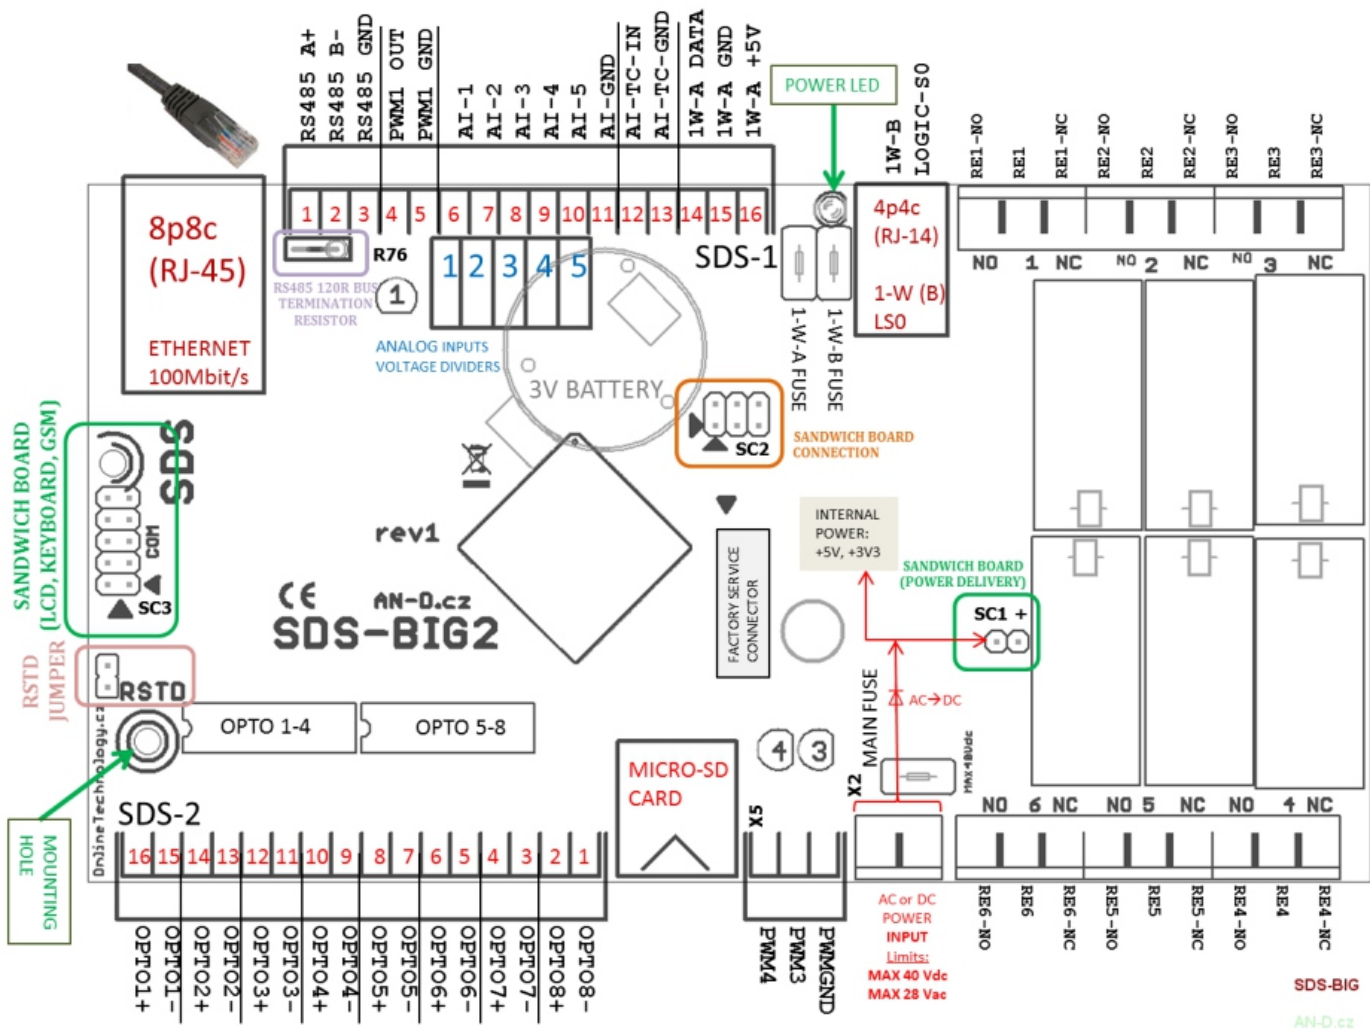 RS485 A+
RS485 B-
RS485 GND
PWM1 OUT
PWM1 GND
AI-1
AI-2
AI-3
AI-4
AI-5
AI-GND
AI-TC-IN
AI-TC-GND
1W-A DATA
1W-A GND
1W-A +5V
POWER LED
1W-B
LOGIC-S0
RE1-NO
RE1
RE1-NC
RE2-NO
RE2
RE2-NC
RE3-NO
RE3
RE3-NC
8p8c
(RJ-45)
ETHERNET
100Mbit/s
1 2 3 4 5 6 7 8 9 10 11 12 13 14 15 16
R76
SDS-1
RS485 120R BUS
TERMINATION
RESISTOR
1
1 2 3 4 5
ANALOG INPUTS
VOLTAGE DIVIDERS
3V BATTERY
1-W-A FUSE
1-W-B FUSE
4p4c
(RJ-14)
1-W (B)
LS0
NO 1 NC NO 2 NC NO 3 NC
SANDWICH BOARD
(LCD, KEYBOARD, GSM)
SDS
COM
SC3
SC2
SANDWICH BOARD
CONNECTION
rev1
CE AN-D.cz
SDS-BIG2
FACTORY SERVICE
CONNECTOR
INTERNAL
POWER:
+5V, +3V3
SANDWICH BOARD
(POWER DELIVERY)
SC1 +
RSTD
JUMPER
RSTD
OnlineTechnology.cz
OPTO 1-4
OPTO 5-8
MAIN FUSE
AC→DC
MAX48Vdc
4 3
X2
MICRO-SD
CARD
X5
NO 6 NC NO 5 NC NO 4 NC
SDS-2
MOUNTING
HOLE
16 15 14 13 12 11 10 9 8 7 6 5 4 3 2 1
OPTO1+
OPTO1-
OPTO2+
OPTO2-
OPTO3+
OPTO3-
OPTO4+
OPTO4-
OPTO5+
OPTO5-
OPTO6+
OPTO6-
OPTO7+
OPTO7-
OPTO8+
OPTO8-
PWM4
PWM3
PWMGND
AC or DC
POWER
INPUT
Limits:
MAX 40 Vdc
MAX 28 Vac
RE6-NO
RE6
RE6-NC
RE5-NO
RE5
RE5-NC
RE4-NO
RE4
RE4-NC
SDS-BIG
AN-D.cz